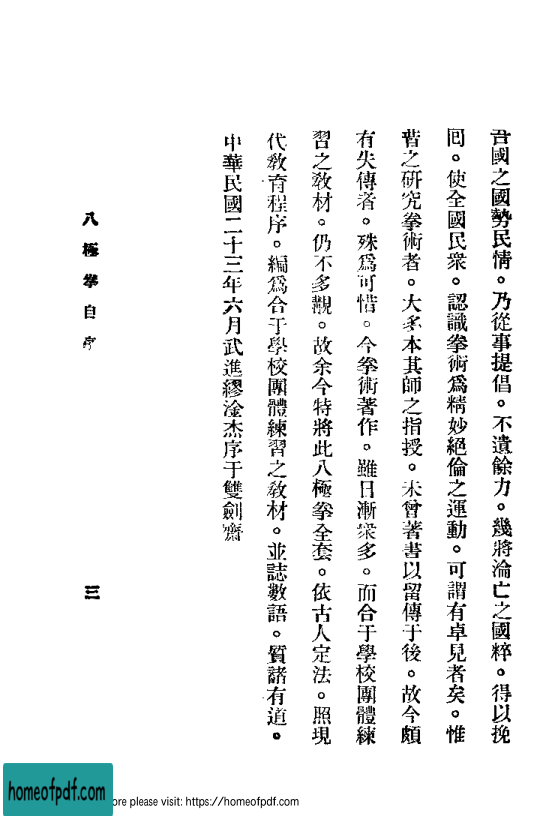 吾國之國勢民情。乃從事提倡。不遺餘力。幾將淪亡之國粹。得以挽
回。使全國民衆。認識拳術爲精妙絕倫之運動。可謂有卓見者矣。惟
昔之研究拳術者。大多本其師之指授。未曾著書以留傳于後。故今頗
有失傳者。殊爲可惜。今拳術著作。雖日漸衆多。而合于學校團體練
習之敎材。仍不多覯。故余今特將此八極拳全套。依古人定法。照現
代敎育程序。編爲合于學校團體練習之敎材。並誌數語。質諸有道。
中華民國二十三年六月武進繆淦杰序于雙劍齋
八極拳自序
三
homeofpdf.com
ore please visit: https://homeofpdf.com